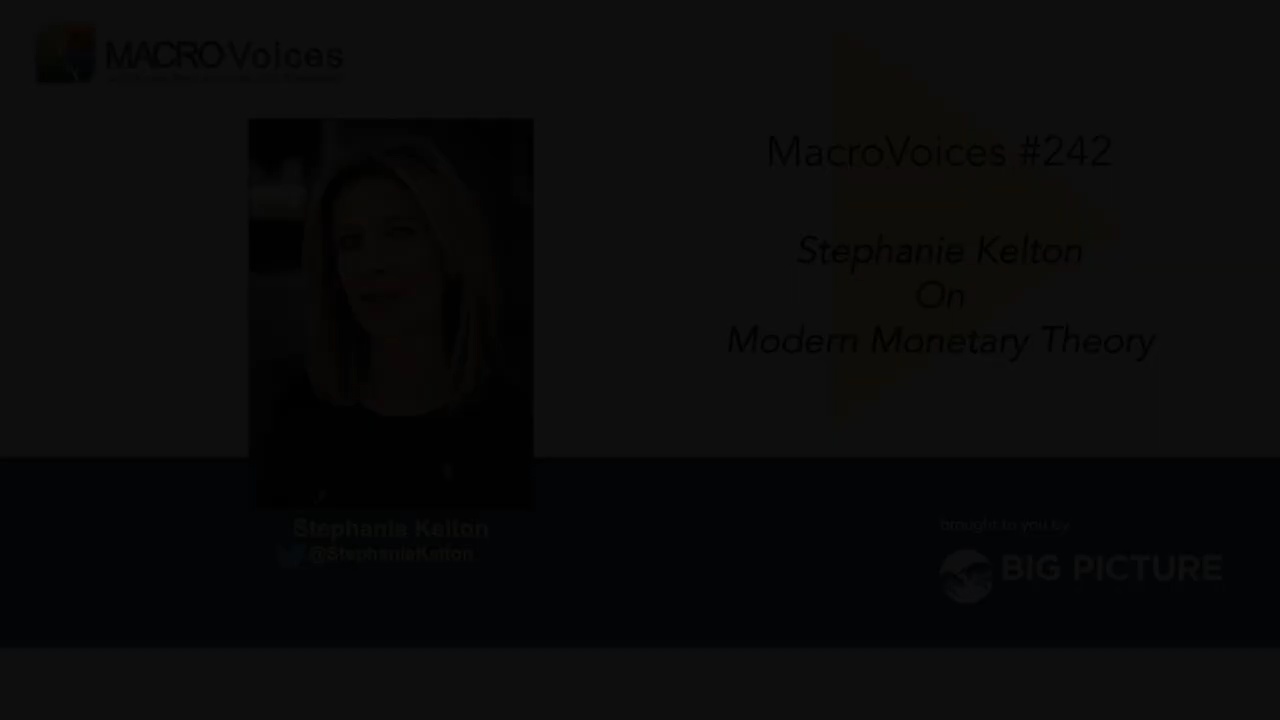 MACROVoices
MacroVoices #242
Stephanie Kelton
On
Modern Monetary Theory
Stephanie Kelton
@StephanieKelton
brought to you by
BIG PICTURE